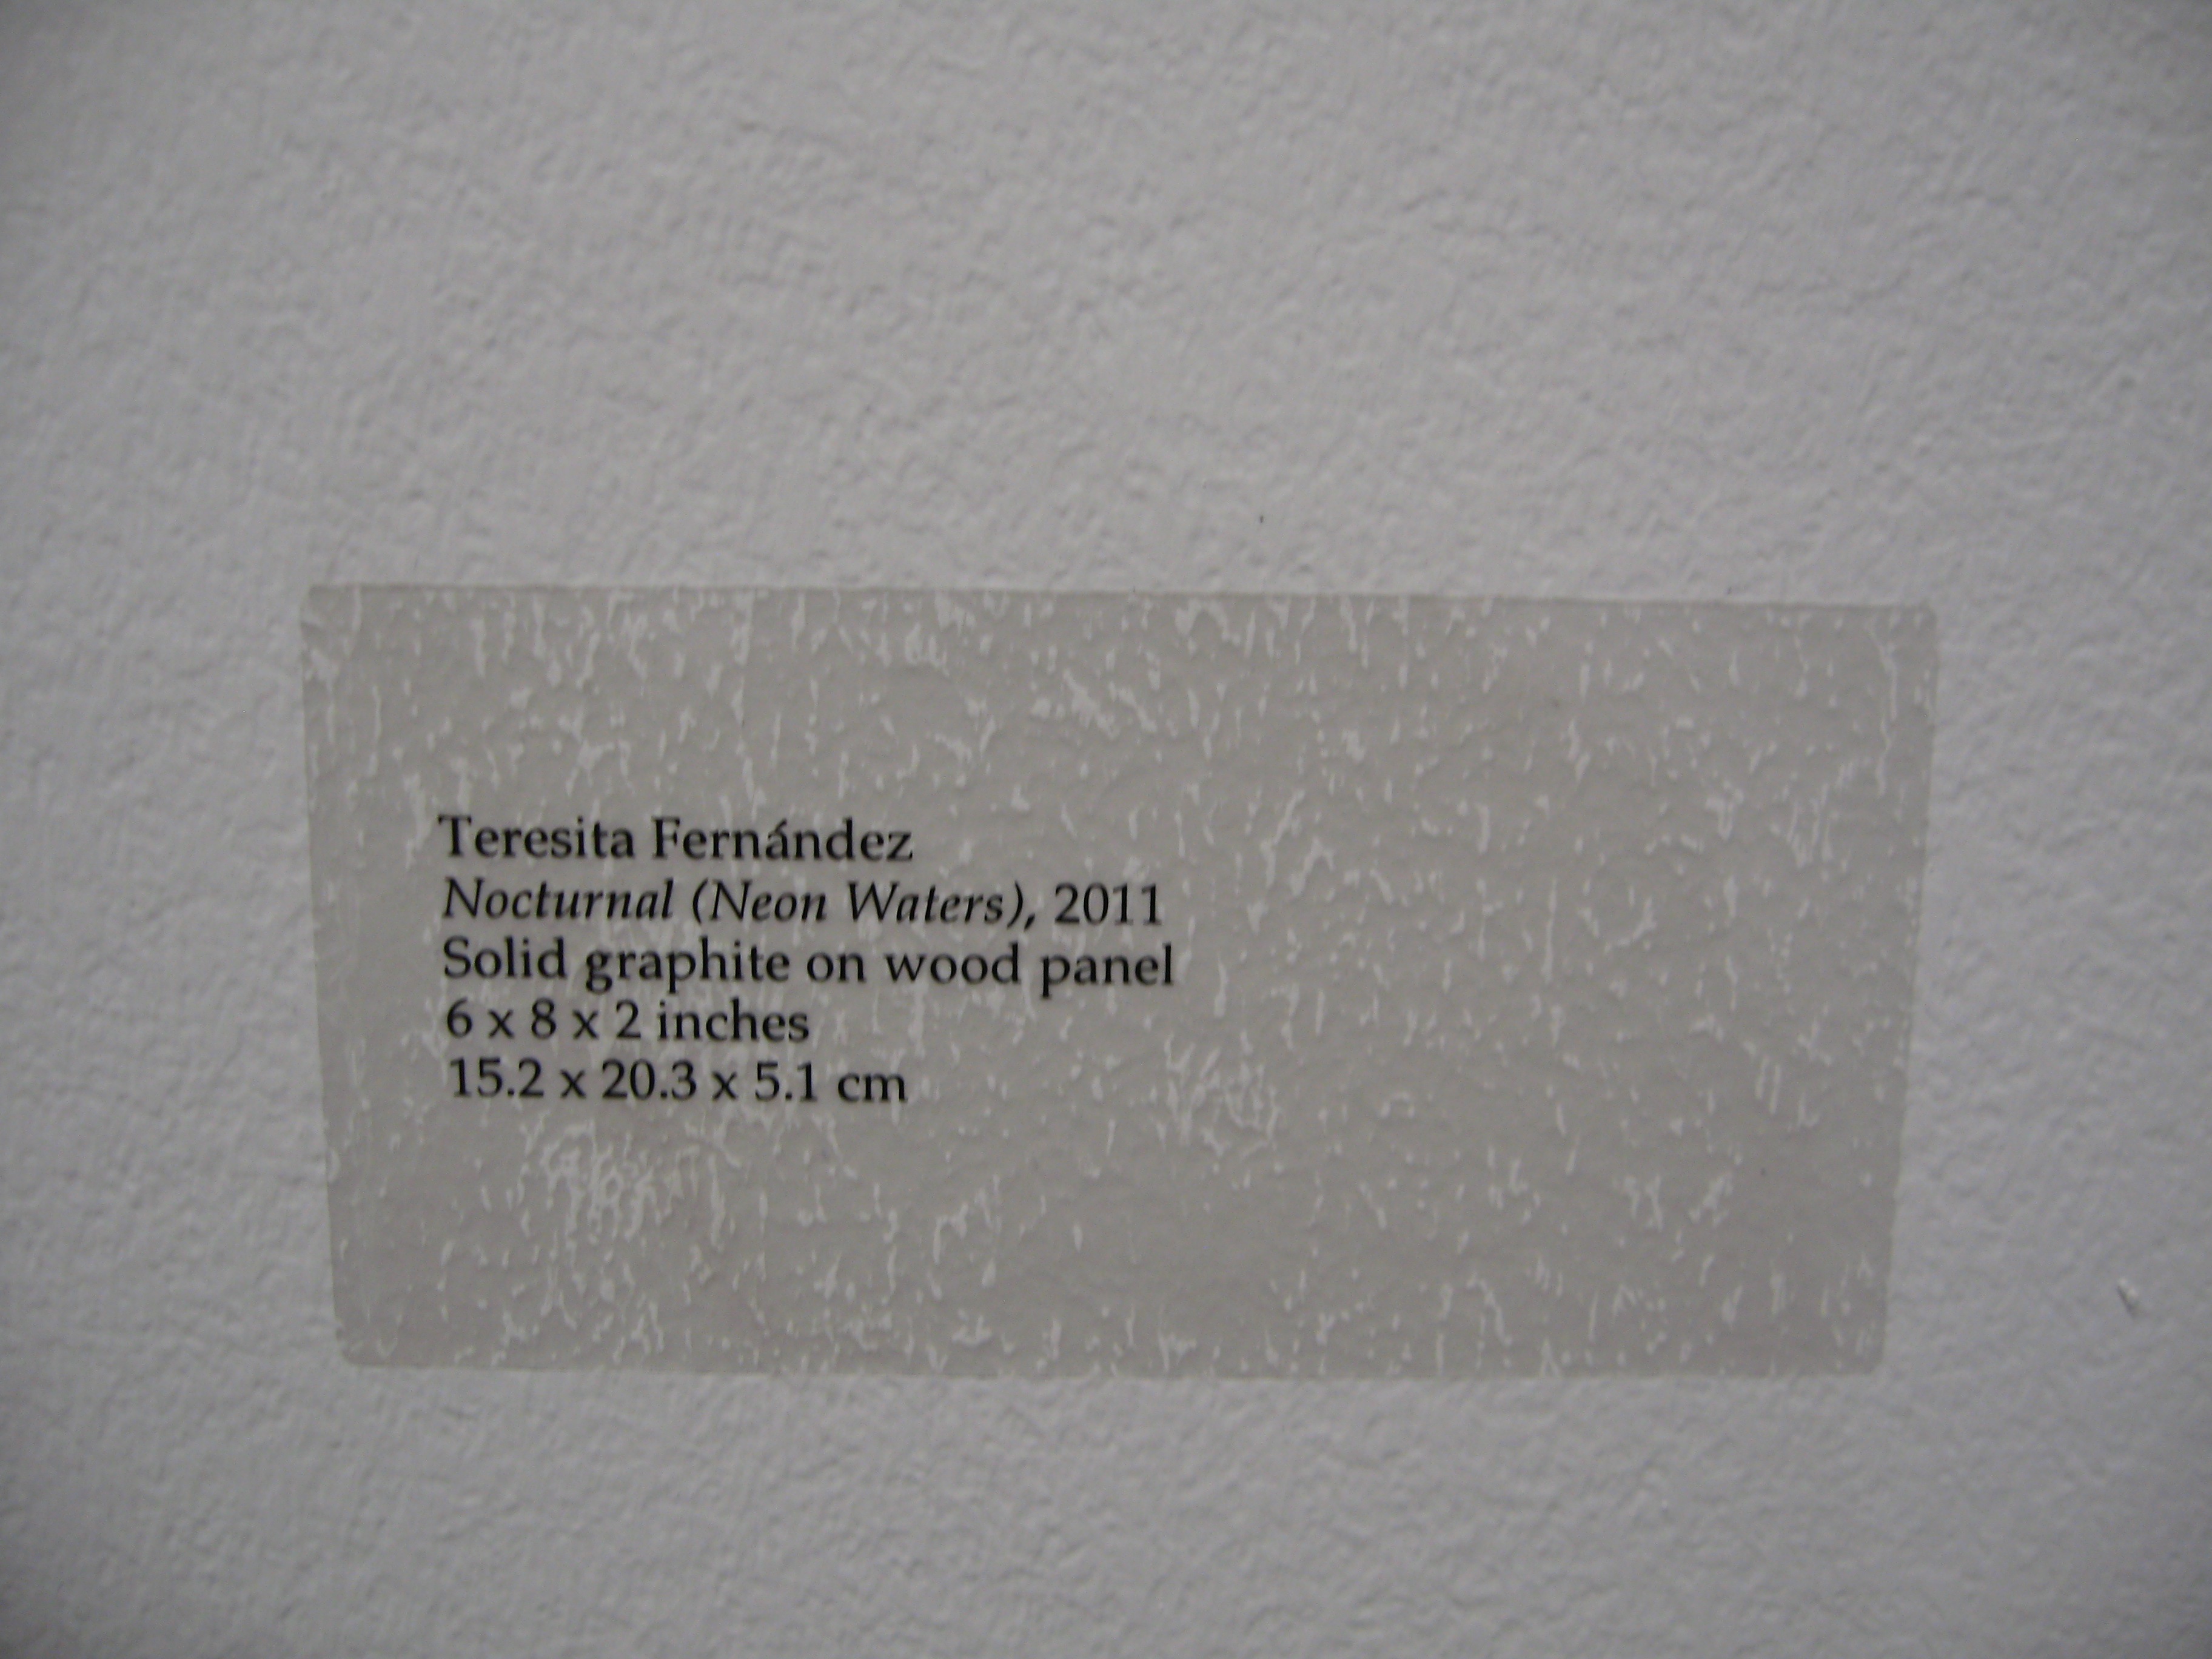 Teresita Fernández
Nocturnal (Neon Waters), 2011
Solid graphite on wood panel
6 x 8 x 2 inches
15.2 x 20.3 x 5.1 cm